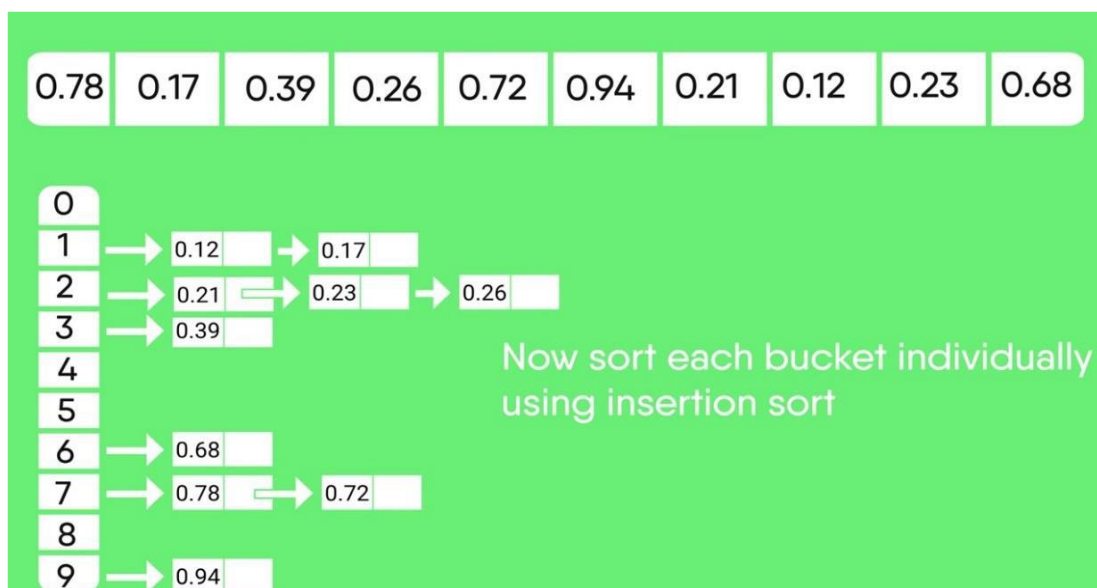 0.78 0.17 0.39 0.26 0.72 0.94 0.21 0.12 0.23 0.68
0
1 0.12 0.17
2 0.21 0.23 0.26
3 0.39
4
5
6 0.68
7 0.78 0.72
8
9 0.94
Now sort each bucket individually
using insertion sort